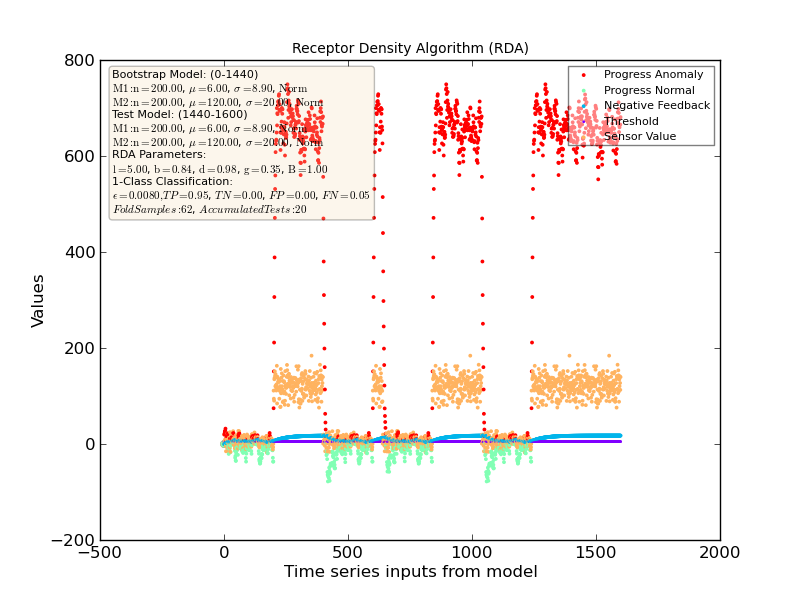 Receptor Density Algorithm (RDA)
Bootstrap Model: (0-1440)
M1:n = 200.00, μ = 6.00, σ = 8.90, Norm
M2:n = 200.00, μ = 120.00, σ = 20.00, Norm
Test Model: (1440-1600)
M1:n = 200.00, μ = 6.00, σ = 8.90, Norm
M2:n = 200.00, μ = 120.00, σ = 20.00, Norm
RDA Parameters:
l = 5.00, b = 0.84, d = 0.98, g = 0.35, B = 1.00
1-Class Classification:
ϵ = 0.0080, TP = 0.95, TN = 0.00, FP = 0.00, FN = 0.05
FoldSamples : 62, AccumulatedTests : 20
Progress Anomaly
Progress Normal
Negative Feedback
Threshold
Sensor Value
800
600
400
200
0
−200
Values
−500
0
500
1000
1500
2000
Time series inputs from model